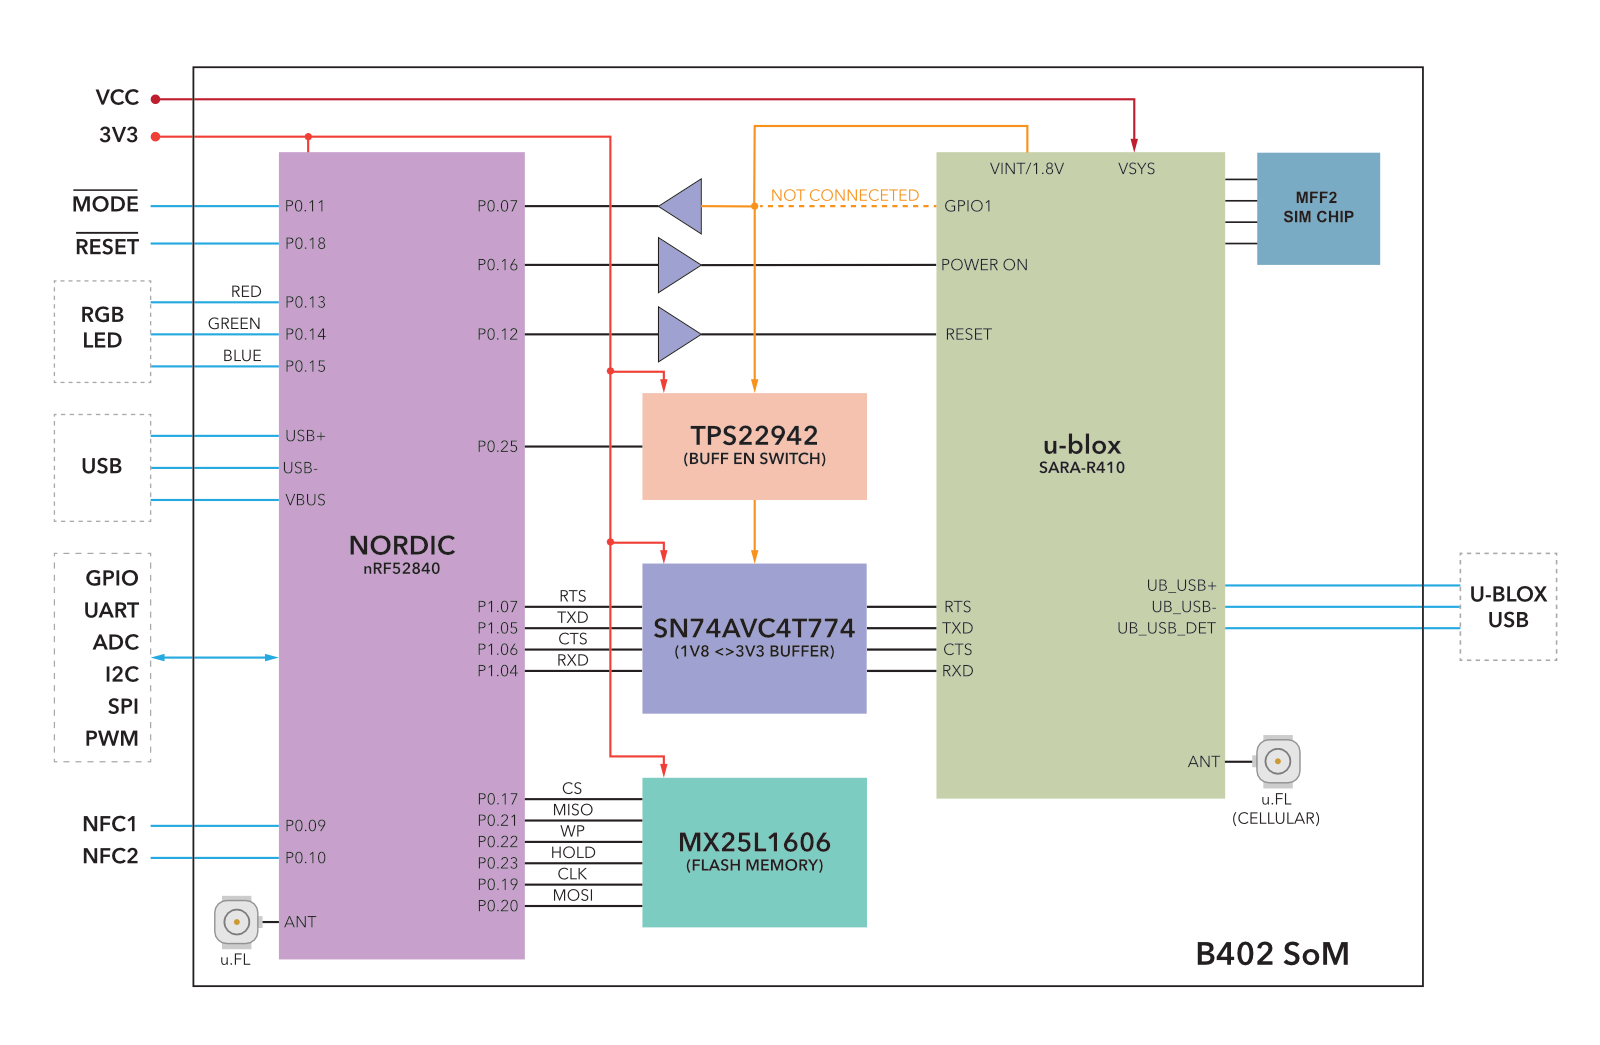 VCC
3V3
MODE
RESET
RGB
LED
RED
GREEN
BLUE
USB
GPIO
UART
ADC
I2C
SPI
PWM
NFC1
NFC2
u.FL
P0.11
P0.18
P0.13
P0.14
P0.15
USB+
USB-
VBUS
NORDIC
nRF52840
P0.09
P0.10
ANT
P0.07
P0.16
P0.12
P0.25
P1.07
P1.05
P1.06
P1.04
P0.17
P0.21
P0.22
P0.23
P0.19
P0.20
RTS
TXD
CTS
RXD
CS
MISO
WP
HOLD
CLK
MOSI
NOT CONNECETED
TPS22942
(BUFF EN SWITCH)
SN74AVC4T774
(1V8 <>3V3 BUFFER)
MX25L1606
(FLASH MEMORY)
VINT/1.8V
VSYS
GPIO1
POWER ON
RESET
u-blox
SARA-R410
RTS
TXD
CTS
RXD
UB_USB+
UB_USB-
UB_USB_DET
ANT
MFF2
SIM CHIP
U-BLOX
USB
u.FL
(CELLULAR)
B402 SoM